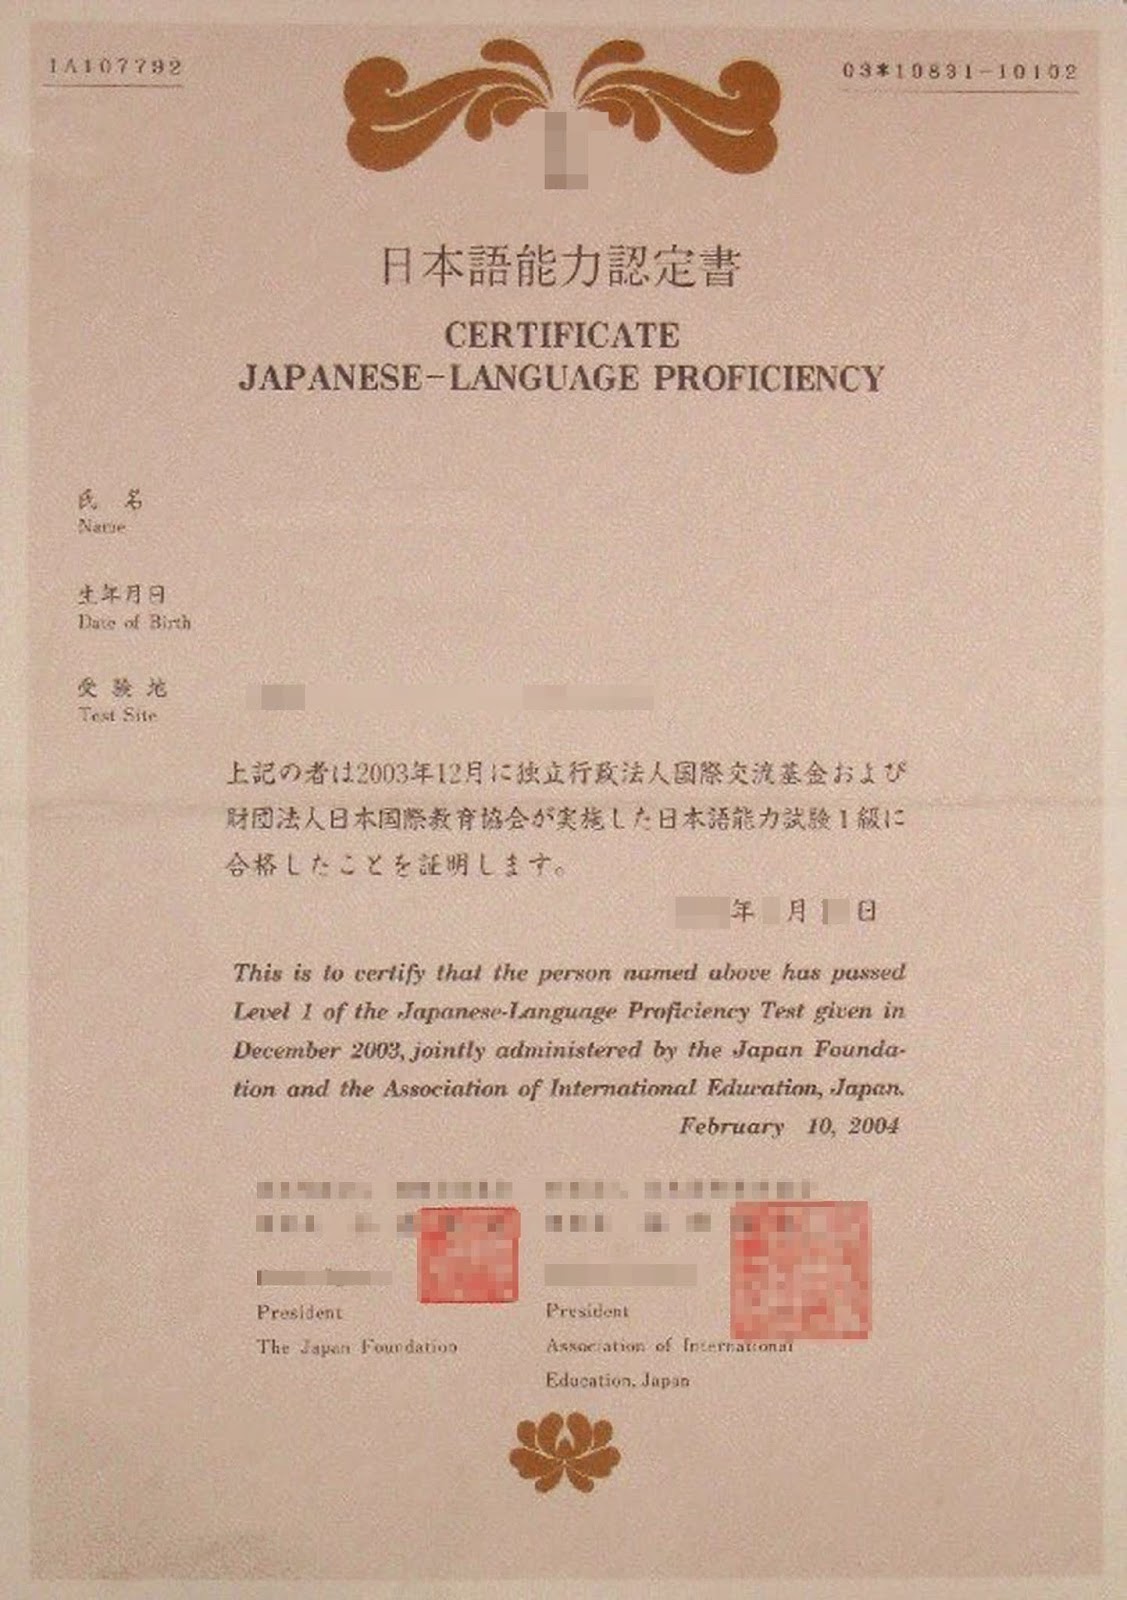 1A107792
03*10831-10102
日本語能力認定書
CERTIFICATE
JAPANESE-LANGUAGE PROFICIENCY
氏 名
Name
生年月日
Date of Birth
受験地
Test Site
上記の者は2003年12月に独立行政法人国際交流基金および
財団法人日本国際教育協会が実施した日本語能力試験1級に
合格したことを証明します。
年 月 日
This is to certify that the person named above has passed
Level 1 of the Japanese-Language Proficiency Test given in
December 2003, jointly administered by the Japan Founda-
tion and the Association of International Education, Japan.
February 10, 2004
President
The Japan Foundation
President
Association of International
Education, Japan